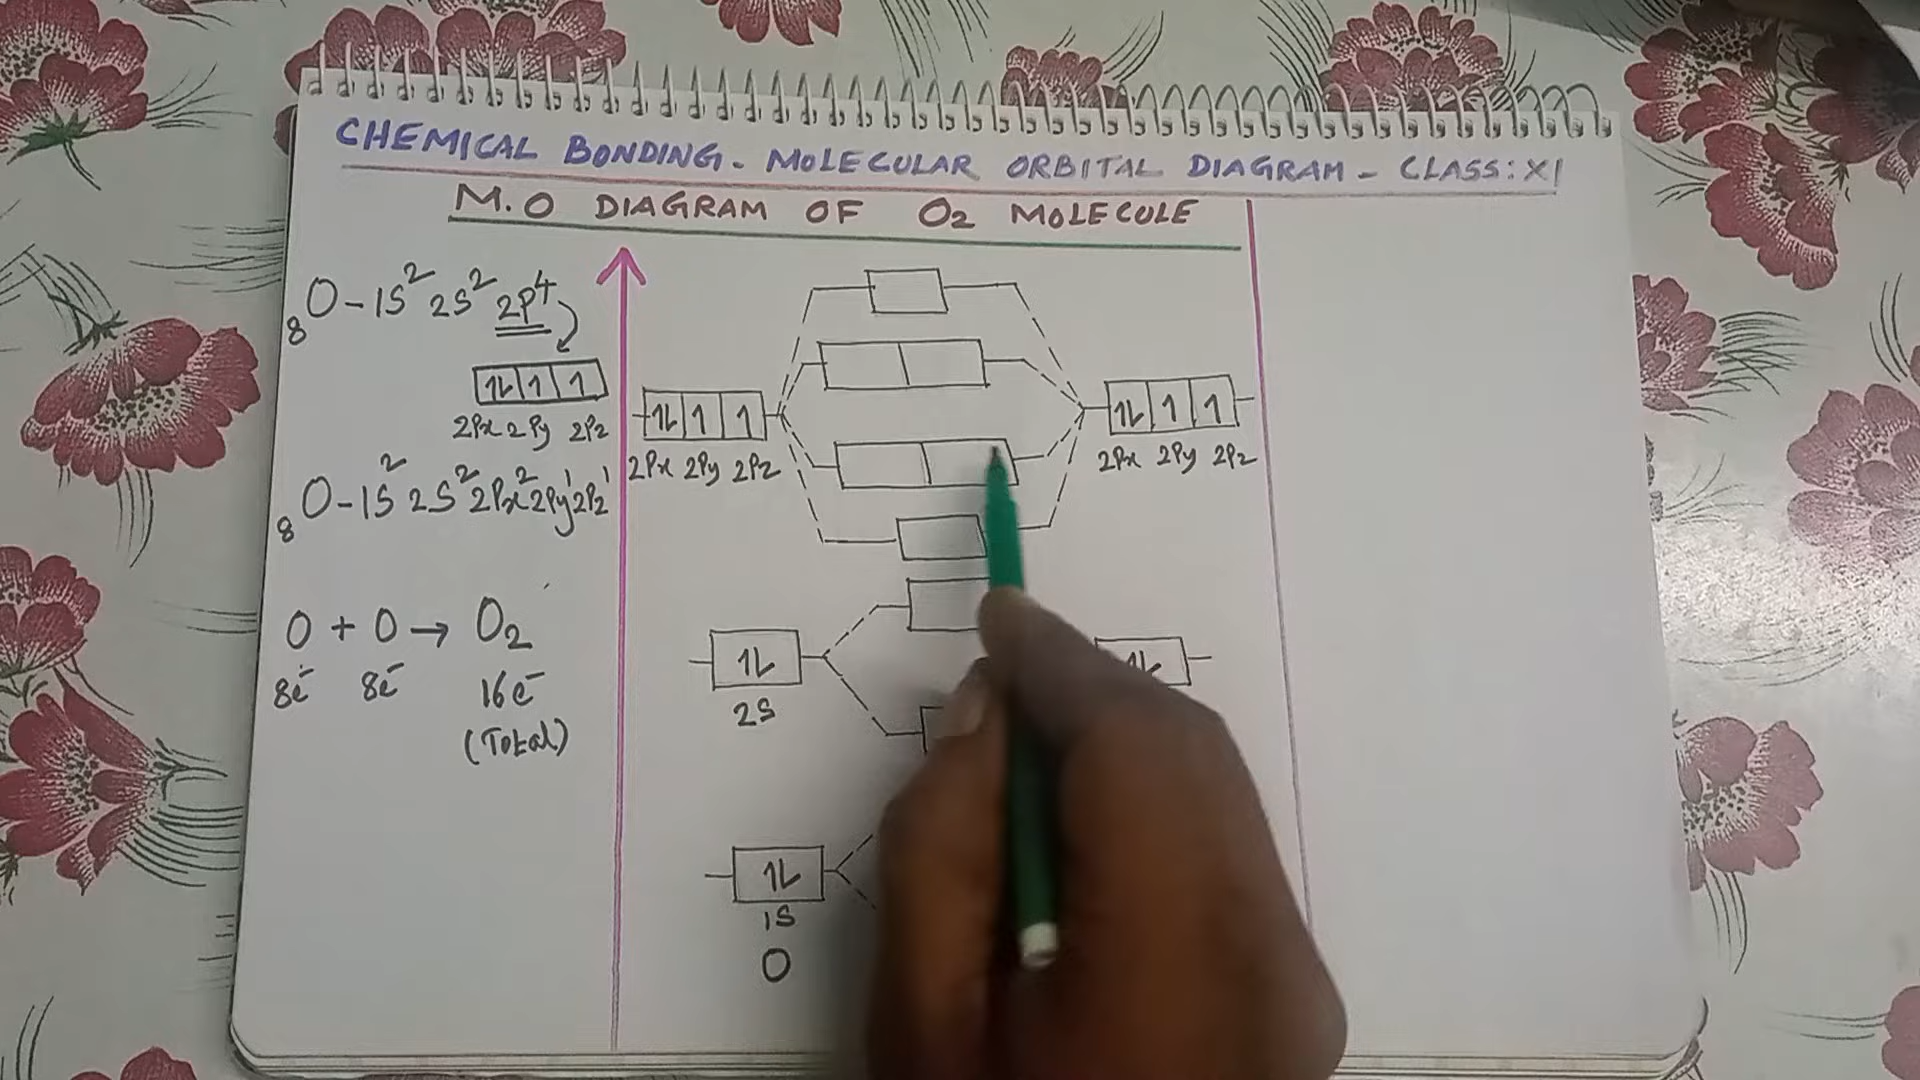 CHEMICAL BONDING - MOLECULAR ORBITAL DIAGRAM - CLASS: XI
M.O DIAGRAM OF O2 MOLECULE
₈O - 1S² 2S² 2P⁴
1L 1 1
2Px 2Py 2Pz
₈O - 1S² 2S² 2Px² 2Py¹ 2Pz¹
O + O → O₂
8e⁻ 8e⁻ 16e⁻
(Total)
1L 1 1
2Px 2Py 2Pz
1L 1 1
2Px 2Py 2Pz
1L
2S
1L
1L
1S
O